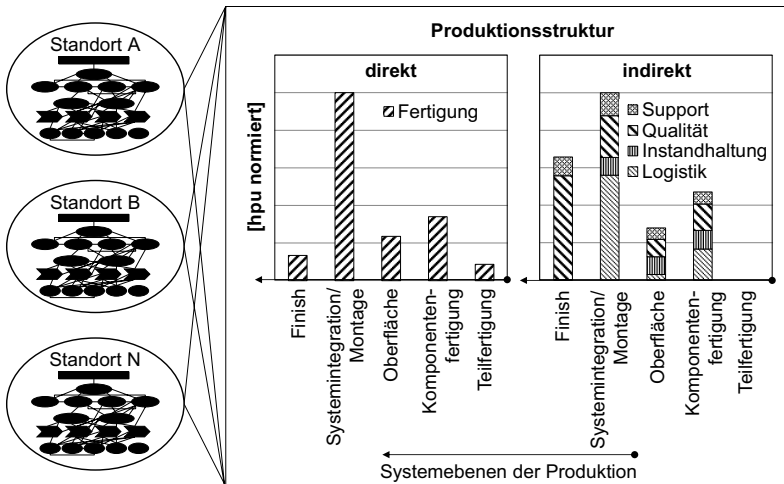 Standort A
Standort B
Standort N
Produktionsstruktur
direkt
indirekt
[hpu normiert]
Fertigung
Support
Qualität
Instandhaltung
Logistik
Finish
Systemintegration/
Montage
Oberfläche
Komponenten-
fertigung
Teilfertigung
Finish
Systemintegration/
Montage
Oberfläche
Komponenten-
fertigung
Teilfertigung
Systemebenen der Produktion